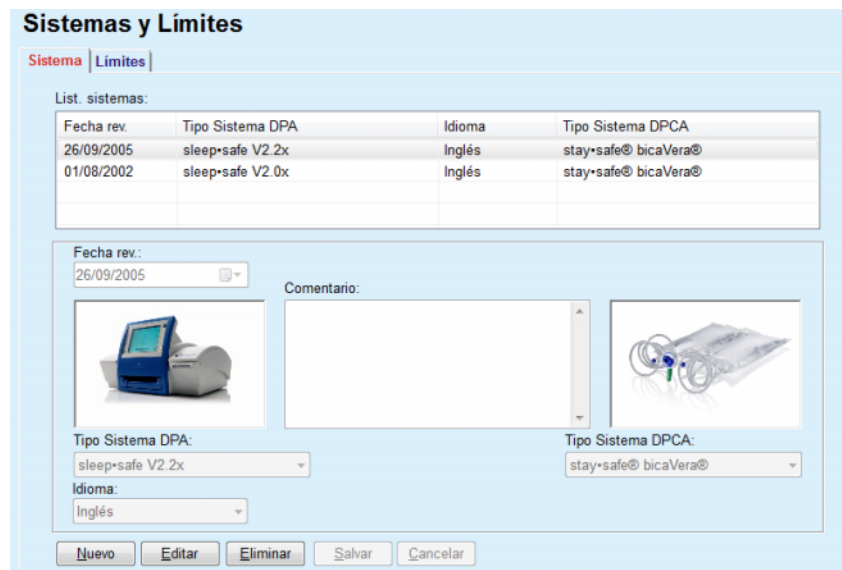 Sistemas y Límites
Sistema Límites
List. sistemas:
Fecha rev. Tipo Sistema DPA Idioma Tipo Sistema DPCA
26/09/2005 sleep•safe V2.2x Inglés stay•safe® bicaVera®
01/08/2002 sleep•safe V2.0x Inglés stay•safe® bicaVera®
Fecha rev.:
26/09/2005
Comentario:
Tipo Sistema DPA: Tipo Sistema DPCA:
sleep•safe V2.2x stay•safe® bicaVera®
Idioma:
Inglés
Nuevo Editar Eliminar Salvar Cancelar